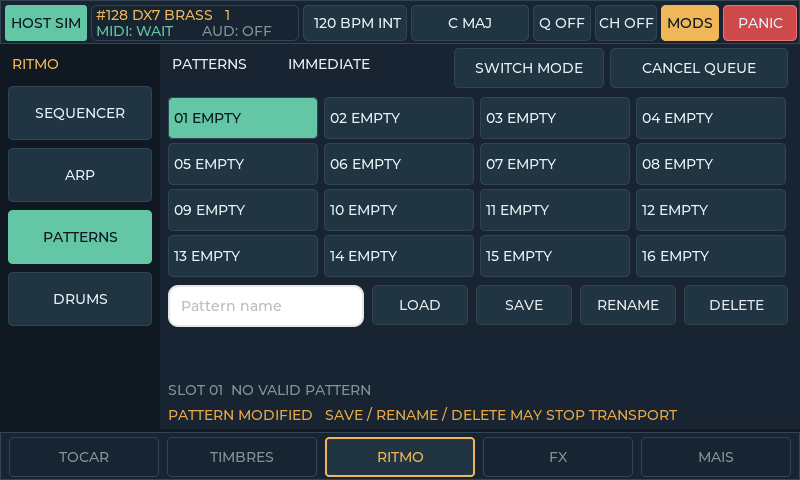 HOST SIM
#128 DX7 BRASS   1
MIDI: WAIT   AUD: OFF
120 BPM INT
C MAJ
Q OFF
CH OFF
MODS
PANIC
RITMO
SEQUENCER
ARP
PATTERNS
DRUMS
PATTERNS   IMMEDIATE
SWITCH MODE
CANCEL QUEUE
01 EMPTY
02 EMPTY
03 EMPTY
04 EMPTY
05 EMPTY
06 EMPTY
07 EMPTY
08 EMPTY
09 EMPTY
10 EMPTY
11 EMPTY
12 EMPTY
13 EMPTY
14 EMPTY
15 EMPTY
16 EMPTY
Pattern name
LOAD
SAVE
RENAME
DELETE
SLOT 01  NO VALID PATTERN
PATTERN MODIFIED   SAVE / RENAME / DELETE MAY STOP TRANSPORT
TOCAR
TIMBRES
RITMO
FX
MAIS